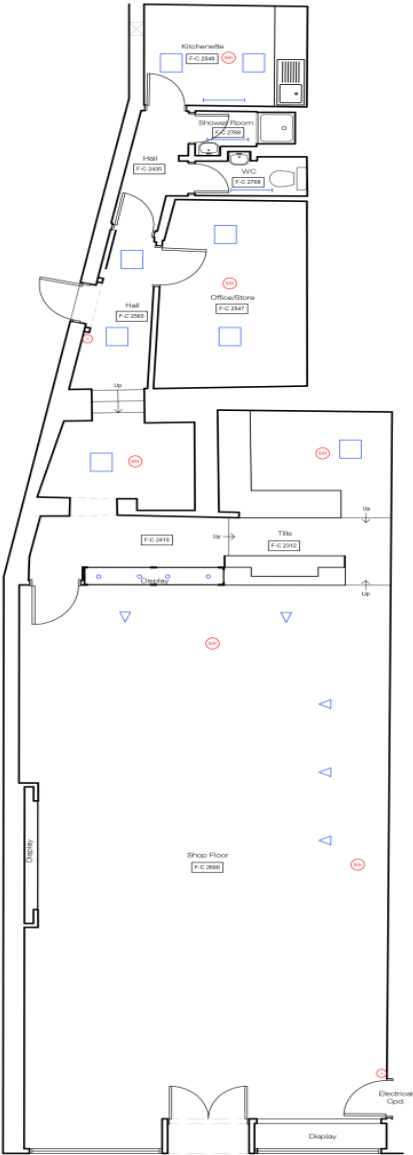 Kitchenette
F-C 2548
S/H
Shower Room
F-C 2766
Hall
F-C 2435
WC
F-C 2768
S/H
Office/Store
F-C 2547
Hall
F-C 2565
Up
S/H
S/H
Up
Tills
F-C 2410
Up
F-C 2312
Display
Up
S/H
Display
Shop Floor
F-C 2690
S/H
Electrical
Cpd.
Display